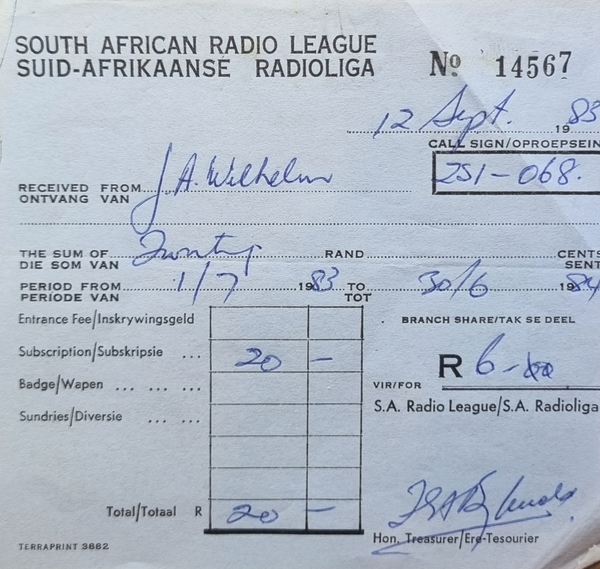 SOUTH AFRICAN RADIO LEAGUE
SUID-AFRIKAANSE RADIOLIGA
No 14567
12 Sept. 1983
CALL SIGN/OPROEPSEIN
ZS1-068.
RECEIVED FROM J A. Wilhelm
ONTVANG VAN
THE SUM OF Twenty RAND CENTS
DIE SOM VAN SENT
PERIOD FROM 1/7 1983 TO 30/6 1984
PERIODE VAN TOT
Entrance Fee/Inskrywingsgeld
BRANCH SHARE/TAK SE DEEL
Subscription/Subskripsie ... 20 -
R 6-00
Badge/Wapen ... ... ...
VIR/FOR
S.A. Radio League/S.A. Radioliga
Sundries/Diversie ... ...
Total/Totaal R 20 -
Hon. Treasurer/Ere-Tesourier
TERRAPRINT 3882